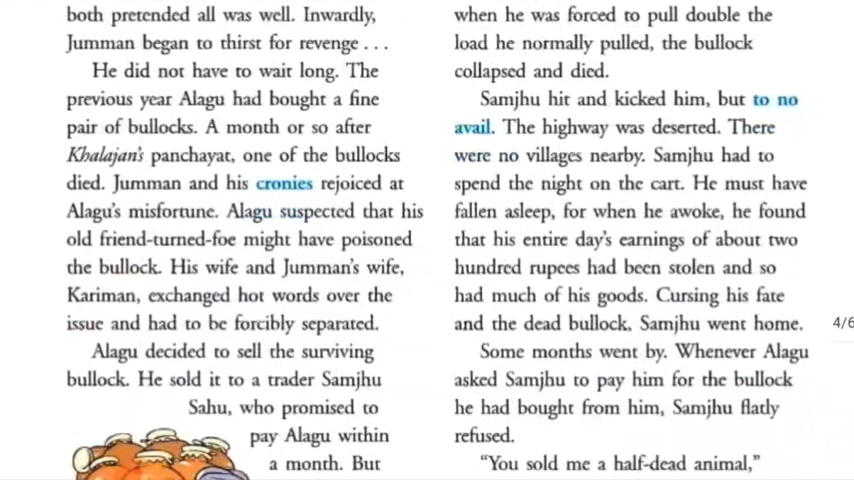 both pretended all was well. Inwardly,
Jumman began to thirst for revenge . . .
He did not have to wait long. The
previous year Alagu had bought a fine
pair of bullocks. A month or so after
Khalajan's panchayat, one of the bullocks
died. Jumman and his cronies rejoiced at
Alagu's misfortune. Alagu suspected that his
old friend-turned-foe might have poisoned
the bullock. His wife and Jumman's wife,
Kariman, exchanged hot words over the
issue and had to be forcibly separated.
Alagu decided to sell the surviving
bullock. He sold it to a trader Samjhu
Sahu, who promised to
pay Alagu within
a month. But
when he was forced to pull double the
load he normally pulled, the bullock
collapsed and died.
Samjhu hit and kicked him, but to no
avail. The highway was deserted. There
were no villages nearby. Samjhu had to
spend the night on the cart. He must have
fallen asleep, for when he awoke, he found
that his entire day's earnings of about two
hundred rupees had been stolen and so
had much of his goods. Cursing his fate
and the dead bullock, Samjhu went home.
Some months went by. Whenever Alagu
asked Samjhu to pay him for the bullock
he had bought from him, Samjhu flatly
refused.
"You sold me a half-dead animal,"
4/6